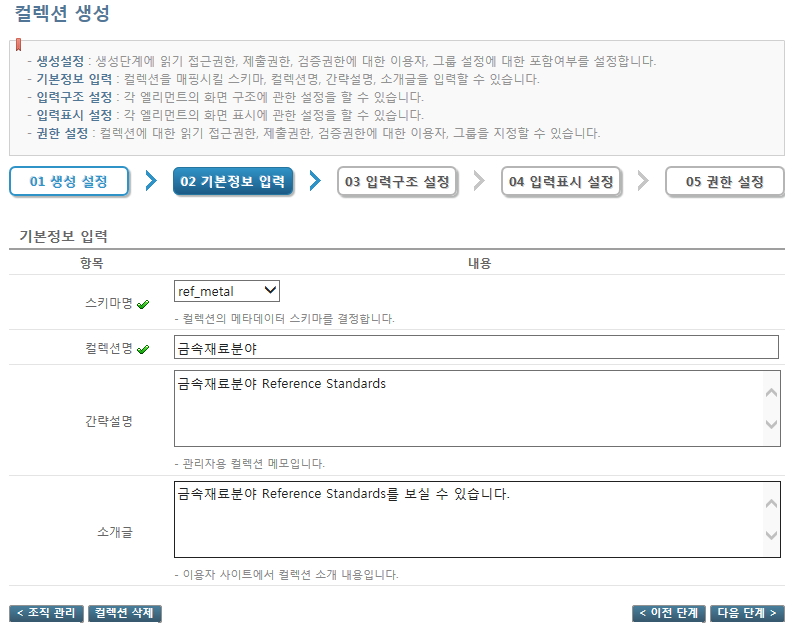 컬렉션 생성
- 생성설정 : 생성단계에 읽기 접근권한, 제출권한, 검증권한에 대한 이용자, 그룹 설정에 대한 포함여부를 설정합니다.
- 기본정보 입력 : 컬렉션을 매핑시킬 스키마, 컬렉션명, 간략설명, 소개글을 입력할 수 있습니다.
- 입력구조 설정 : 각 엘리먼트의 화면 구조에 관한 설정을 할 수 있습니다.
- 입력표시 설정 : 각 엘리먼트의 화면 표시에 관한 설정을 할 수 있습니다.
- 권한 설정 : 컬렉션에 대한 읽기 접근권한, 제출권한, 검증권한에 대한 이용자, 그룹을 지정할 수 있습니다.
01 생성 설정 02 기본정보 입력 03 입력구조 설정 04 입력표시 설정 05 권한 설정
기본정보 입력
항목 내용
스키마명 ref_metal
- 컬렉션의 메타데이터 스키마를 결정합니다.
컬렉션명 금속재료분야
금속재료분야 Reference Standards
간략설명
- 관리자용 컬렉션 메모입니다.
금속재료분야 Reference Standards를 보실 수 있습니다.
소개글
- 이용자 사이트에서 컬렉션 소개 내용입니다.
< 조직 관리 컬렉션 삭제 < 이전 단계 다음 단계 >